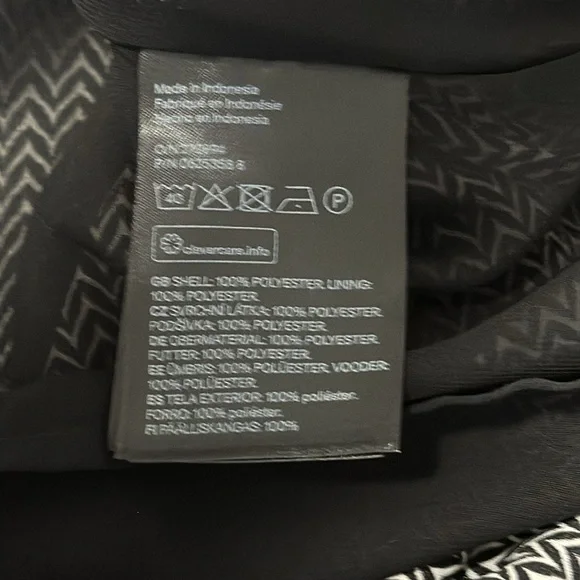 Made in Indonesia
Fabriqué en Indonésie
Hecho en Indonesia
O/N
P/N 0625353 8
40 P
clevercare.info
GB SHELL: 100% POLYESTER. LINING:
100% POLYESTER.
CZ SVRCHNÍ LÁTKA: 100% POLYESTER.
PODŠÍVKA: 100% POLYESTER.
DE OBERMATERIAL: 100% POLYESTER.
FUTTER: 100% POLYESTER.
EE ÜMBRIS: 100% POLÜESTER. VOODER:
100% POLÜESTER.
ES TELA EXTERIOR: 100% poliéster.
FORRO: 100% poliéster.
FI PÄÄLLISKANGAS: 100%